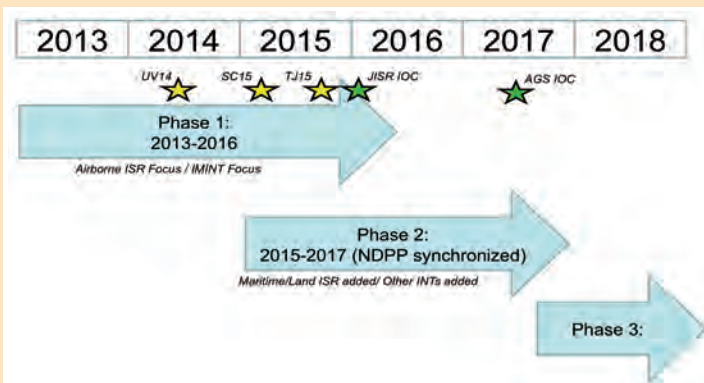 2013 2014 2015 2016 2017 2018
UV14 SC15 TJ15 JISR IOC AGS IOC
Phase 1:
2013-2016
Airborne ISR Focus / IMINT Focus
Phase 2:
2015-2017 (NDPP synchronized)
Maritime/Land ISR added/ Other INTs added
Phase 3: